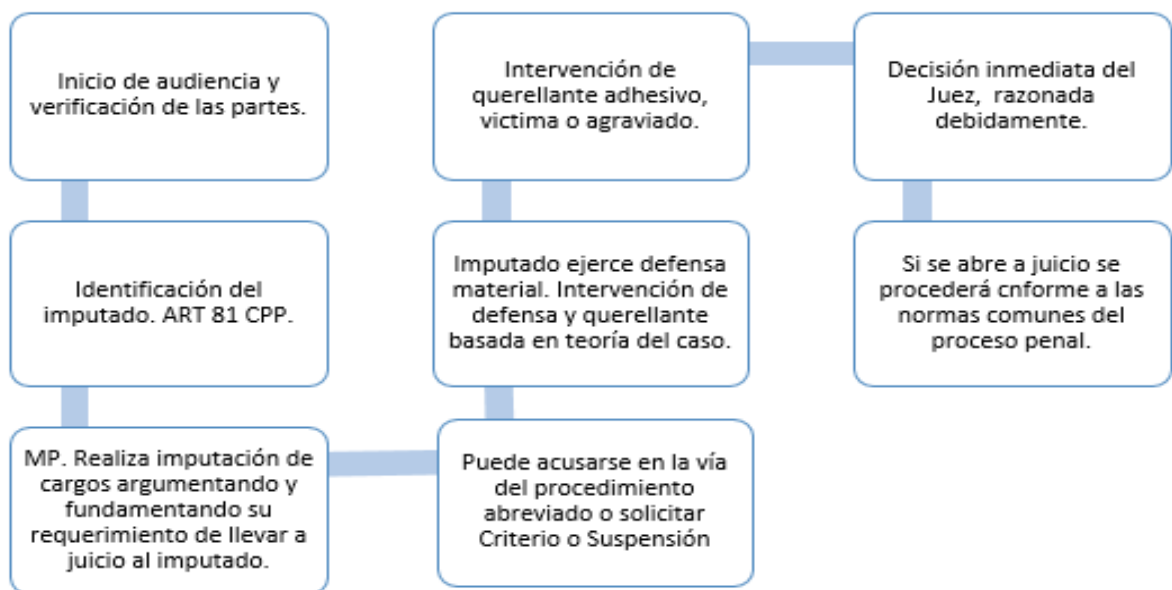 Inicio de audiencia y
verificación de las partes.
Identificación del
imputado. ART 81 CPP.
MP. Realiza imputación de
cargos argumentando y
fundamentando su
requerimiento de llevar a
juicio al imputado.
Puede acusarse en la vía
del procedimiento
abreviado o solicitar
Criterio o Suspensión
Imputado ejerce defensa
material. Intervención de
defensa y querellante
basada en teoría del caso.
Intervención de
querellante adhesivo,
victima o agraviado.
Decisión inmediata del
Juez,  razonada
debidamente.
Si se abre a juicio se
procederá cnforme a las
normas comunes del
proceso penal.